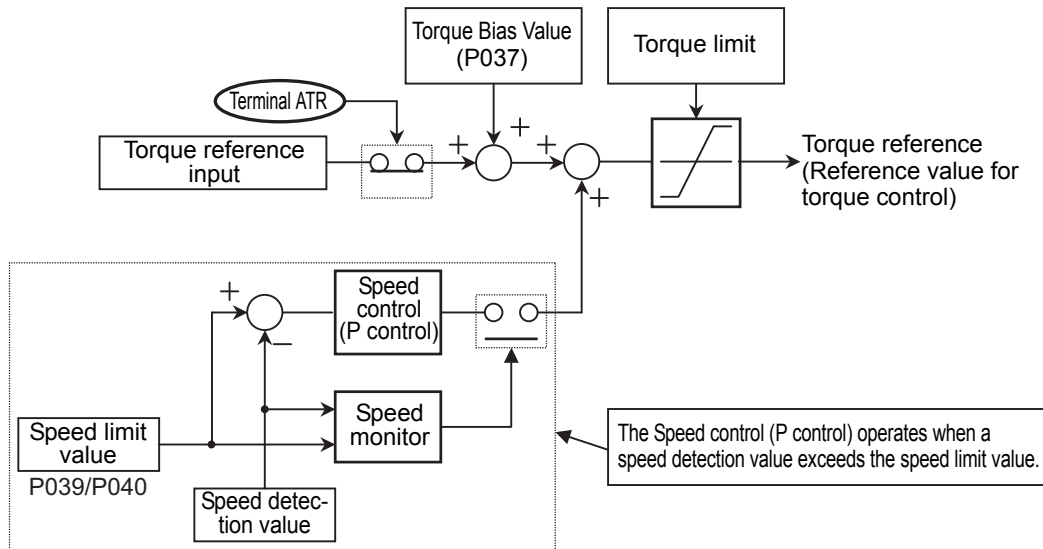 Torque Bias Value
(P037)
Torque limit
Terminal ATR
Torque reference
input
+
+
+
+
Torque reference
(Reference value for
torque control)
+
−
Speed
control
(P control)
Speed
monitor
Speed limit
value
P039/P040
Speed detec-
tion value
The Speed control (P control) operates when a
speed detection value exceeds the speed limit value.